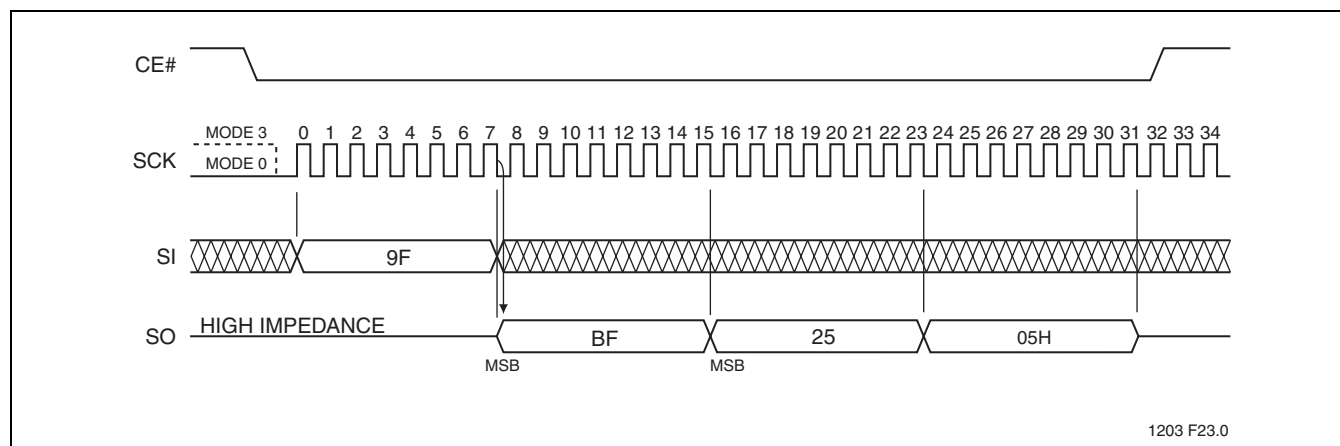 CE#
MODE 3
0 1 2 3 4 5 6 7 8 9 10 11 12 13 14 15 16 17 18 19 20 21 22 23 24 25 26 27 28 29 30 31 32 33 34
SCK
MODE 0
SI
9F
HIGH IMPEDANCE
SO
BF
25
05H
MSB
MSB
1203 F23.0